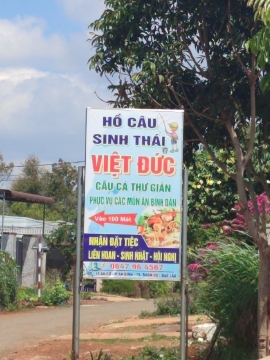 HỒ CÂU
SINH THÁI
VIỆT ĐỨC
CÂU CÁ THƯ GIÃN
PHỤC VỤ CÁC MÓN ĂN BÌNH DÂN
Vào 100 Mét
NHẬN ĐẶT TIỆC
LIÊN HOAN - SINH NHẬT - HỘI NGHỊ